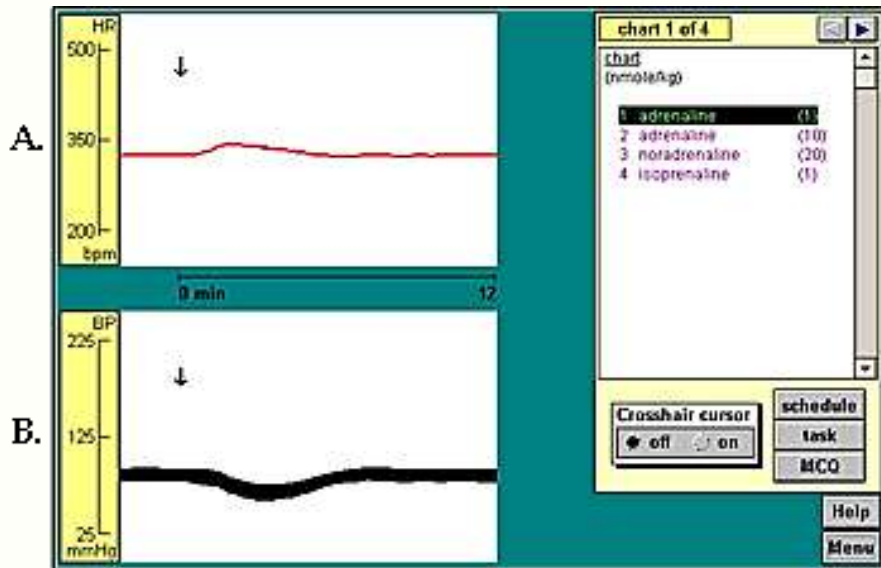 A.
HR
500
350
200
bpm
0 min 12
B.
BP
225
125
25
mmHg
chart 1 of 4
chart
(nmole/kg)
1 adrenaline (1)
2 adrenaline (10)
3 noradrenaline (20)
4 isoprenaline (1)
Crosshair cursor
off on
schedule
task
MCQ
Help
Menu